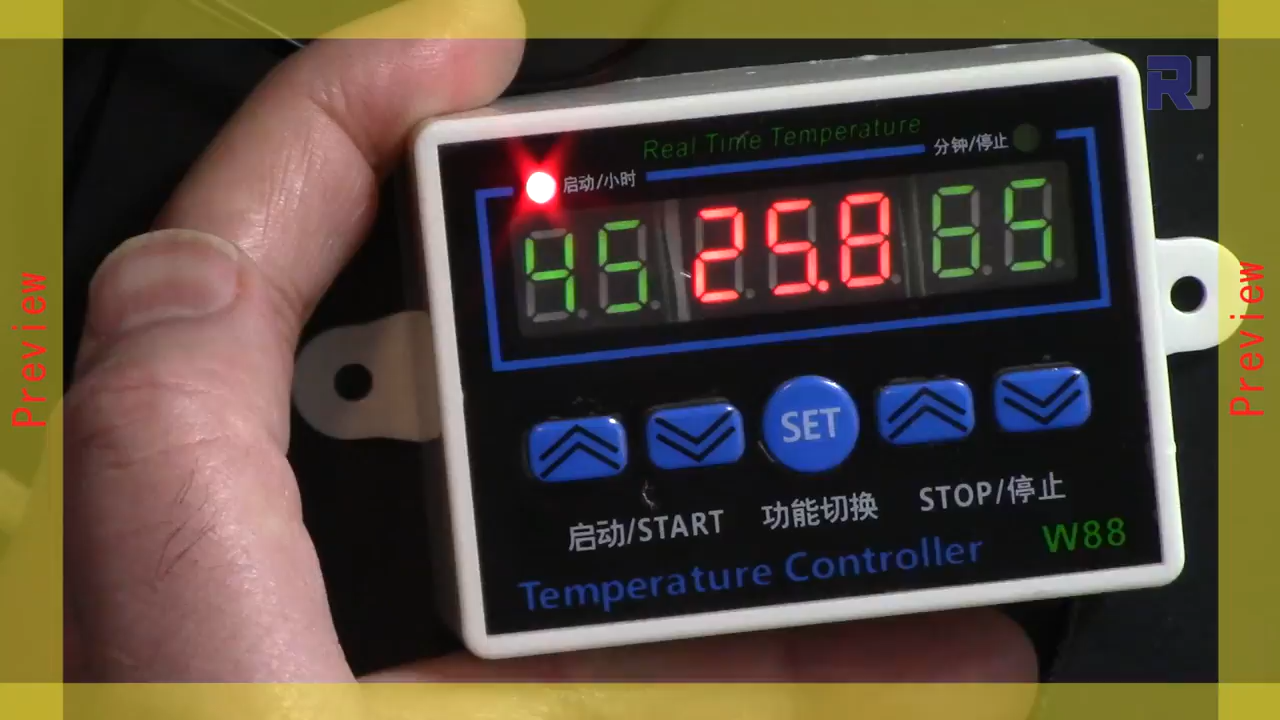 RJ
Real Time Temperature
启动/小时
分钟/停止
45 25.8 65
SET
启动/START 功能切换 STOP/停止
Temperature Controller W88
Preview
Preview